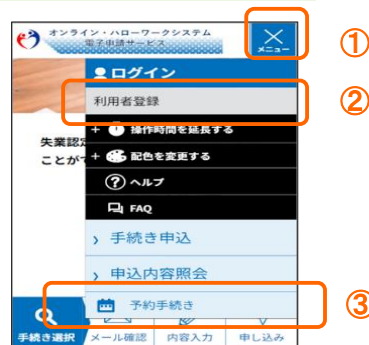 オンライン・ハローワークシステム
電子申請サービス
メニュー
①
ログイン
利用者登録
②
+ 操作時間を延長する
失業認定
+ 配色を変更する
ことがで
ヘルプ
FAQ
› 手続き申込
› 申込内容照会
予約手続き
③
手続き選択
メール確認
内容入力
申し込み